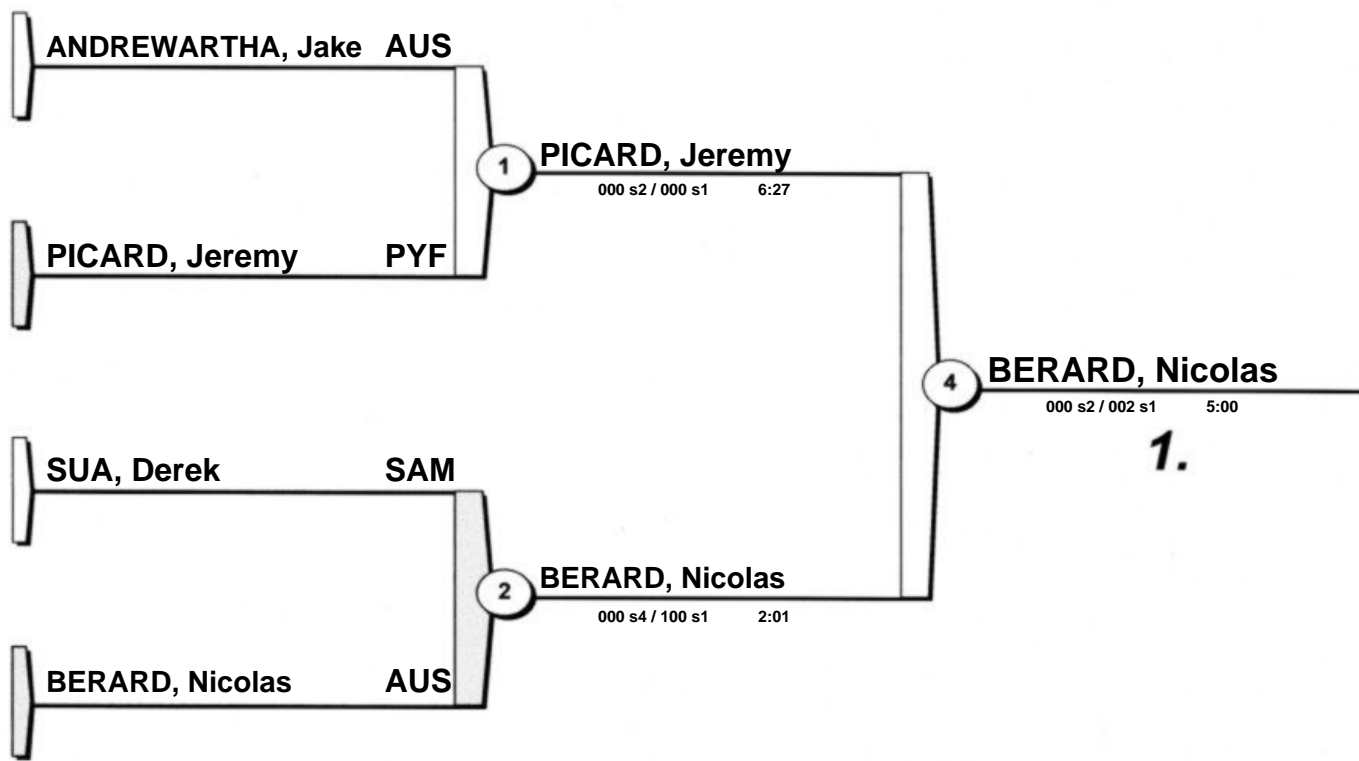 ANDREWARTHA, Jake AUS
1
PICARD, Jeremy
000 s2 / 000 s1 6:27
PICARD, Jeremy PYF
4
BERARD, Nicolas
000 s2 / 002 s1 5:00
1.
SUA, Derek SAM
2
BERARD, Nicolas
000 s4 / 100 s1 2:01
BERARD, Nicolas AUS